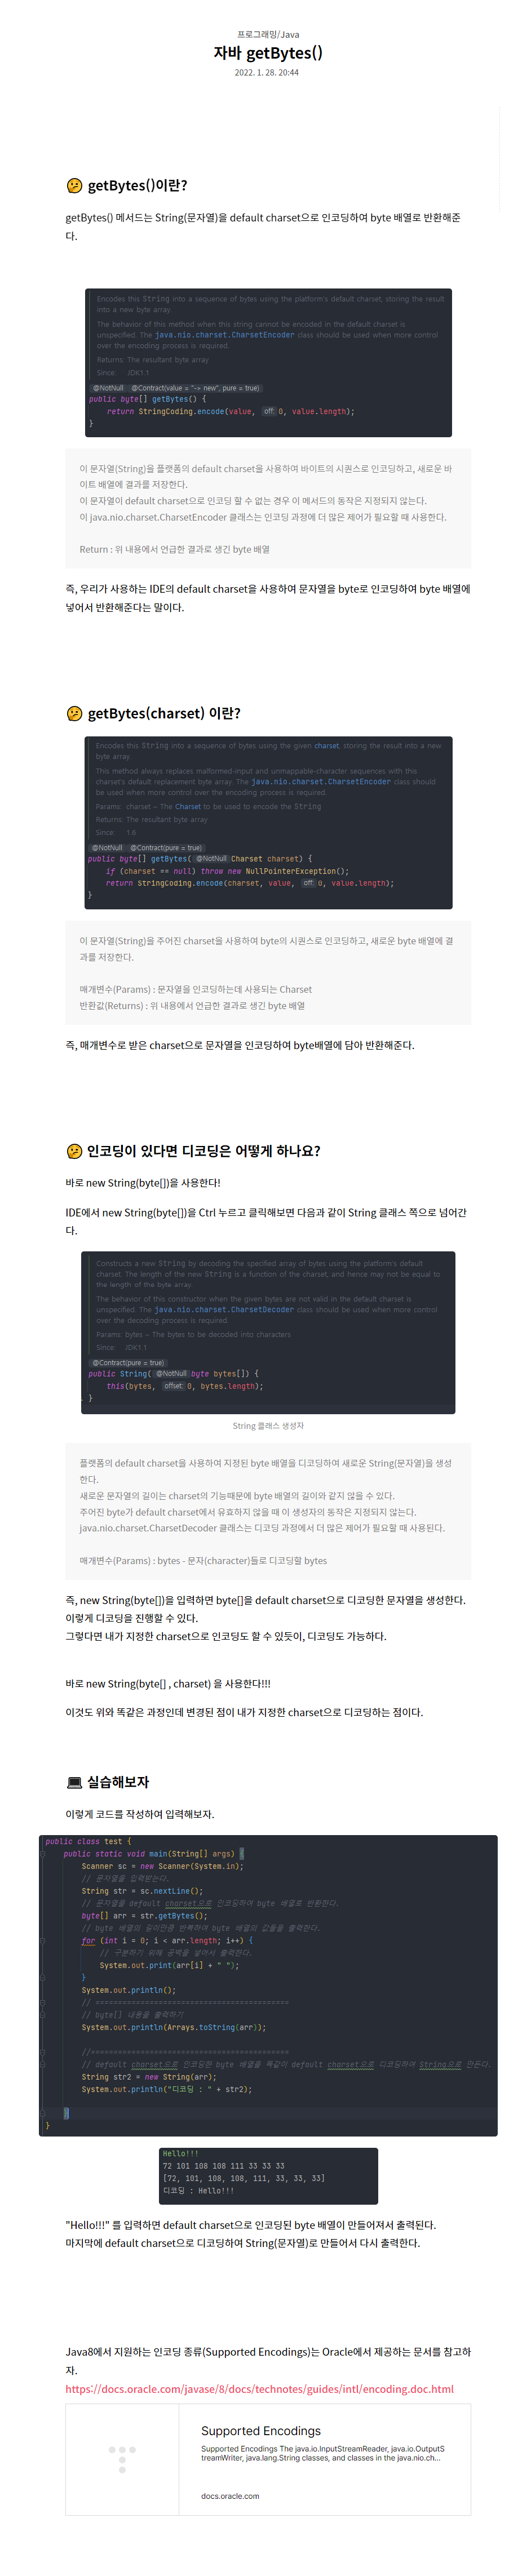 프로그래밍/Java
자바 getBytes()
2022. 1. 28. 20:44
🤔 getBytes()이란?
getBytes() 메서드는 String(문자열)을 default charset으로 인코딩하여 byte 배열로 반환해준
다.
Encodes this String into a sequence of bytes using the platform's default charset, storing the result
into a new byte array.
The behavior of this method when this string cannot be encoded in the default charset is
unspecified. The java.nio.charset.CharsetEncoder class should be used when more control
over the encoding process is required.
Returns: The resultant byte array
Since: JDK1.1
@NotNull @Contract(value = "-> new", pure = true)
public byte[] getBytes() {
return StringCoding.encode(value, off: 0, value.length);
}
이 문자열(String)을 플랫폼의 default charset을 사용하여 바이트의 시퀀스로 인코딩하고, 새로운 바
이트 배열에 결과를 저장한다.
이 문자열이 default charset으로 인코딩 할 수 없는 경우 이 메서드의 동작은 지정되지 않는다.
이 java.nio.charset.CharsetEncoder 클래스는 인코딩 과정에 더 많은 제어가 필요할 때 사용한다.
Return : 위 내용에서 언급한 결과로 생긴 byte 배열
즉, 우리가 사용하는 IDE의 default charset을 사용하여 문자열을 byte로 인코딩하여 byte 배열에
넣어서 반환해준다는 말이다.
🤔 getBytes(charset) 이란?
Encodes this String into a sequence of bytes using the given charset, storing the result into a new
byte array.
This method always replaces malformed-input and unmappable-character sequences with this
charset's default replacement byte array. The java.nio.charset.CharsetEncoder class should
be used when more control over the encoding process is required.
Params: charset – The Charset to be used to encode the String
Returns: The resultant byte array
Since: 1.6
@NotNull @Contract(pure = true)
public byte[] getBytes( @NotNull Charset charset) {
if (charset == null) throw new NullPointerException();
return StringCoding.encode(charset, value, off: 0, value.length);
}
이 문자열(String)을 주어진 charset을 사용하여 byte의 시퀀스로 인코딩하고, 새로운 byte 배열에 결
과를 저장한다.
매개변수(Params) : 문자열을 인코딩하는데 사용되는 Charset
반환값(Returns) : 위 내용에서 언급한 결과로 생긴 byte 배열
즉, 매개변수로 받은 charset으로 문자열을 인코딩하여 byte배열에 담아 반환해준다.
🤔 인코딩이 있다면 디코딩은 어떻게 하나요?
바로 new String(byte[])을 사용한다!
IDE에서 new String(byte[])을 Ctrl 누르고 클릭해보면 다음과 같이 String 클래스 쪽으로 넘어간
다.
Constructs a new String by decoding the specified array of bytes using the platform's default
charset. The length of the new String is a function of the charset, and hence may not be equal to
the length of the byte array.
The behavior of this constructor when the given bytes are not valid in the default charset is
unspecified. The java.nio.charset.CharsetDecoder class should be used when more control
over the decoding process is required.
Params: bytes – The bytes to be decoded into characters
Since: JDK1.1
@Contract(pure = true)
public String( @NotNull byte bytes[]) {
this(bytes, offset: 0, bytes.length);
}
String 클래스 생성자
플랫폼의 default charset을 사용하여 지정된 byte 배열을 디코딩하여 새로운 String(문자열)을 생성
한다.
새로운 문자열의 길이는 charset의 기능때문에 byte 배열의 길이와 같지 않을 수 있다.
주어진 byte가 default charset에서 유효하지 않을 때 이 생성자의 동작은 지정되지 않는다.
java.nio.charset.CharsetDecoder 클래스는 디코딩 과정에서 더 많은 제어가 필요할 때 사용된다.
매개변수(Params) : bytes - 문자(character)들로 디코딩할 bytes
즉, new String(byte[])을 입력하면 byte[]을 default charset으로 디코딩한 문자열을 생성한다.
이렇게 디코딩을 진행할 수 있다.
그렇다면 내가 지정한 charset으로 인코딩도 할 수 있듯이, 디코딩도 가능하다.
바로 new String(byte[] , charset) 을 사용한다!!!
이것도 위와 똑같은 과정인데 변경된 점이 내가 지정한 charset으로 디코딩하는 점이다.
💻 실습해보자
이렇게 코드를 작성하여 입력해보자.
public class test {
public static void main(String[] args) {
Scanner sc = new Scanner(System.in);
// 문자열을 입력받는다.
String str = sc.nextLine();
// 문자열을 default charset으로 인코딩하여 byte 배열로 반환한다.
byte[] arr = str.getBytes();
// byte 배열의 길이만큼 반복하여 byte 배열의 값들을 출력한다.
for (int i = 0; i < arr.length; i++) {
// 구분하기 위해 공백을 넣어서 출력한다.
System.out.print(arr[i] + " ");
}
System.out.println();
// ===========================================
// byte[] 내용을 출력하기
System.out.println(Arrays.toString(arr));
//============================================
// default charset으로 인코딩한 byte 배열을 똑같이 default charset으로 디코딩하여 String으로 만든다.
String str2 = new String(arr);
System.out.println("디코딩 : " + str2);
}
}
Hello!!!
72 101 108 108 111 33 33 33
[72, 101, 108, 108, 111, 33, 33, 33]
디코딩 : Hello!!!
"Hello!!!" 를 입력하면 default charset으로 인코딩된 byte 배열이 만들어져서 출력된다.
마지막에 default charset으로 디코딩하여 String(문자열)로 만들어서 다시 출력한다.
Java8에서 지원하는 인코딩 종류(Supported Encodings)는 Oracle에서 제공하는 문서를 참고하
자.
https://docs.oracle.com/javase/8/docs/technotes/guides/intl/encoding.doc.html
Supported Encodings
Supported Encodings The java.io.InputStreamReader, java.io.OutputS
treamWriter, java.lang.String classes, and classes in the java.nio.ch...
docs.oracle.com